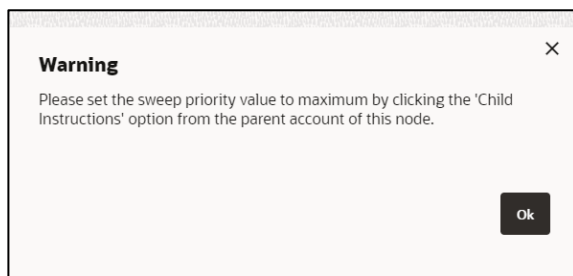 Warning
Please set the sweep priority value to maximum by clicking the 'Child
Instructions' option from the parent account of this node.
Ok